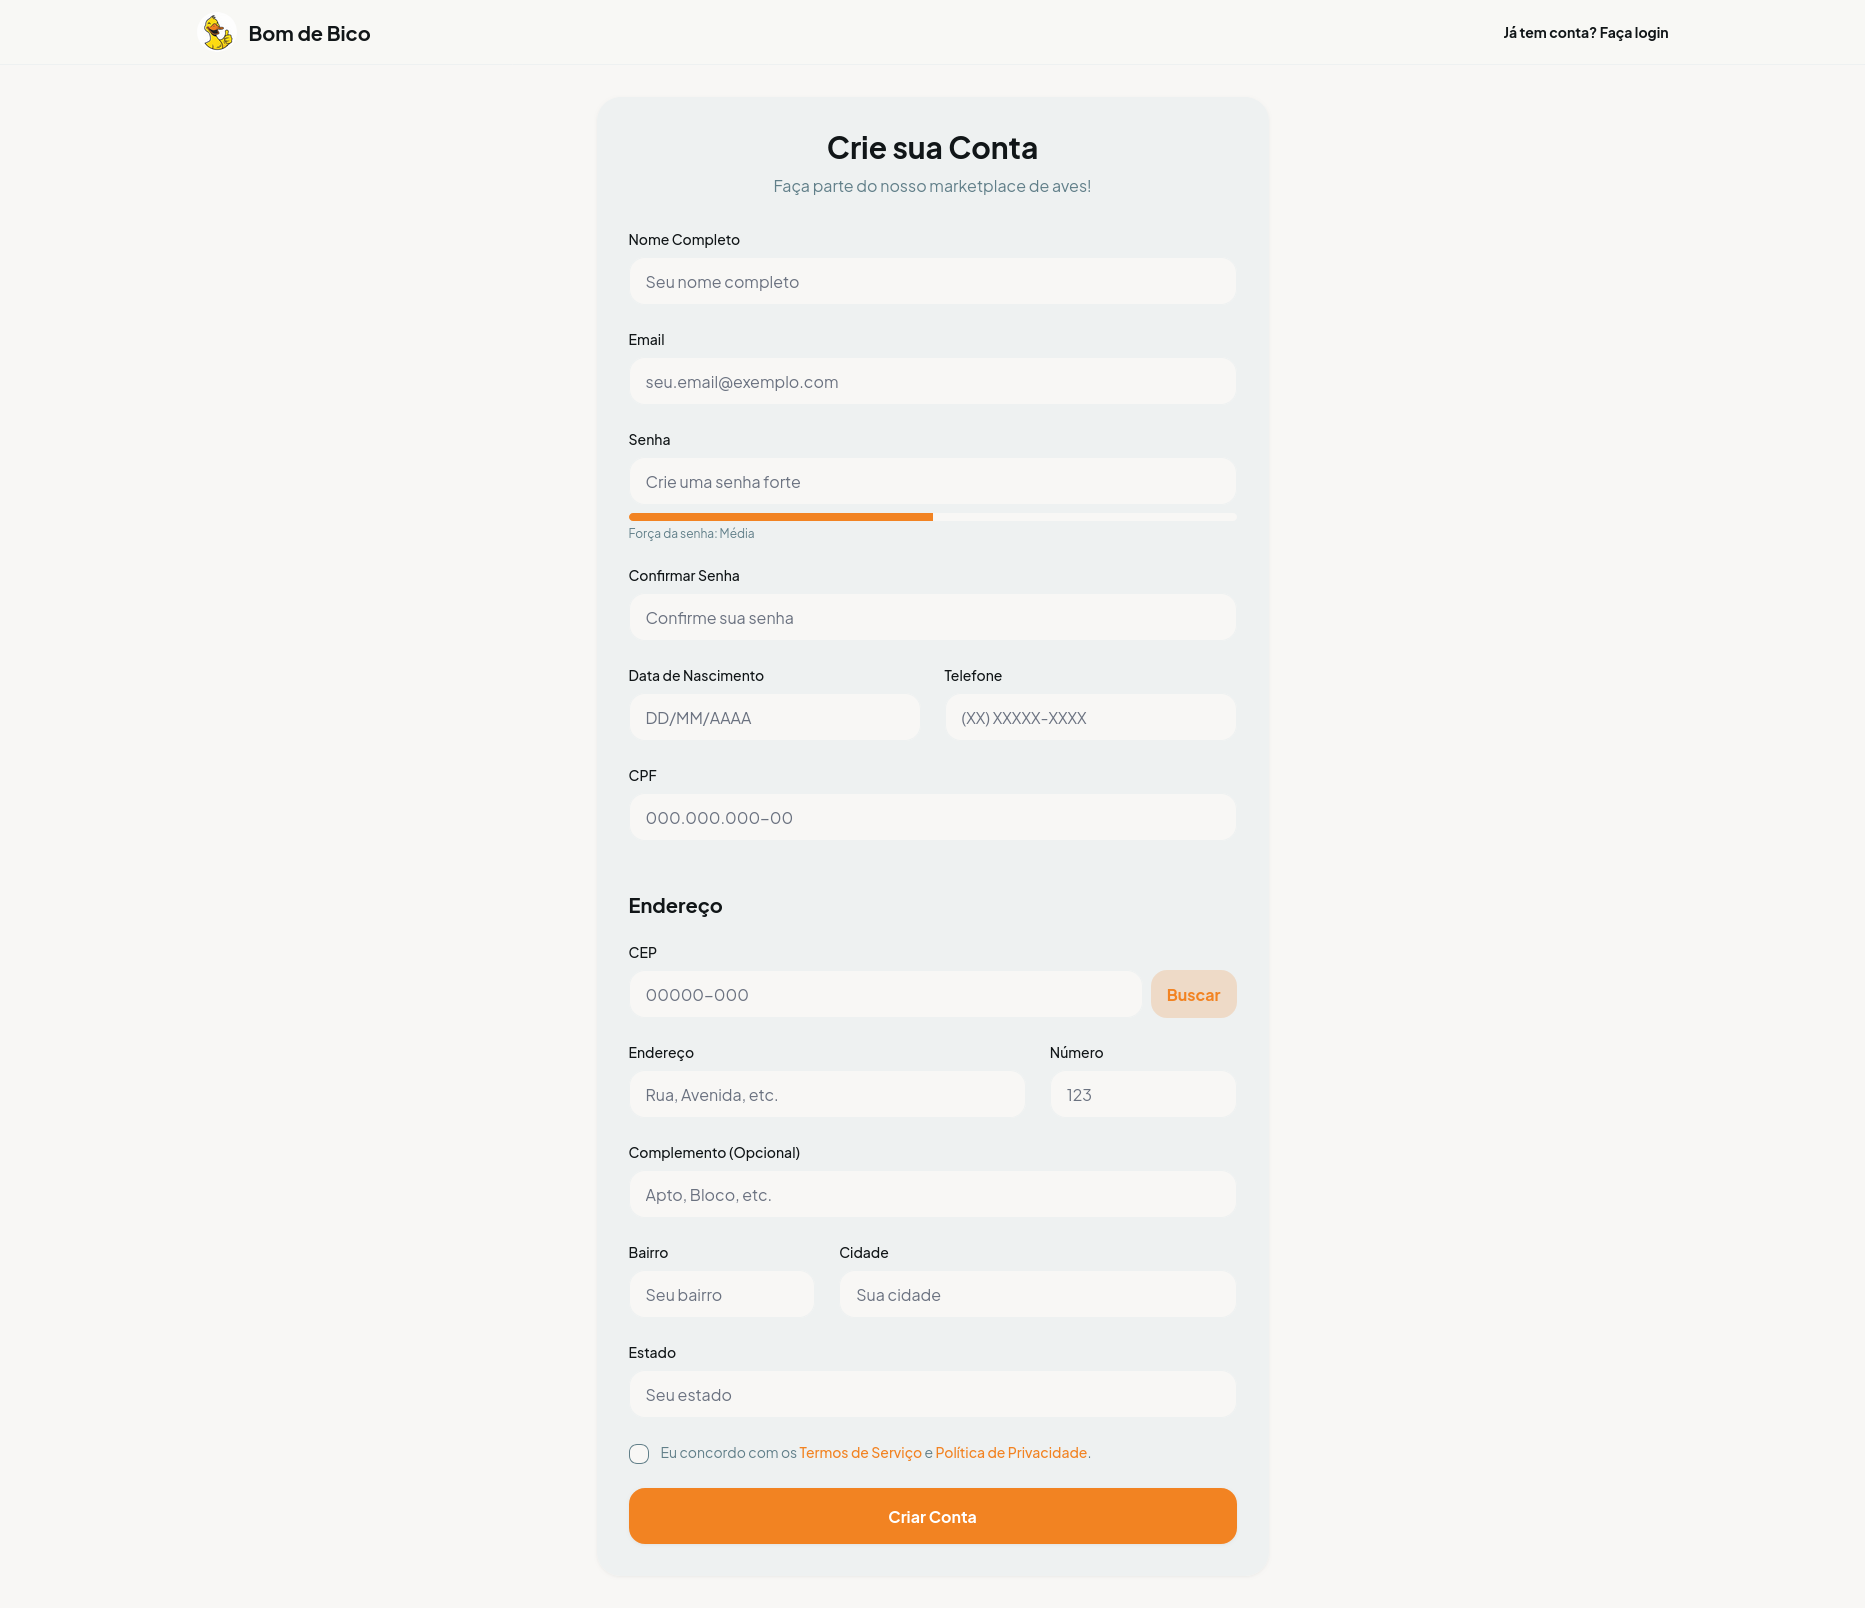 Bom de Bico
Já tem conta? Faça login
Crie sua Conta
Faça parte do nosso marketplace de aves!
Nome Completo
Seu nome completo
Email
seu.email@exemplo.com
Senha
Crie uma senha forte
Força da senha: Média
Confirmar Senha
Confirme sua senha
Data de Nascimento
Telefone
DD/MM/AAAA
(XX) XXXXX-XXXX
CPF
000.000.000-00
Endereço
CEP
00000-000
Buscar
Endereço
Número
Rua, Avenida, etc.
123
Complemento (Opcional)
Apto, Bloco, etc.
Bairro
Cidade
Seu bairro
Sua cidade
Estado
Seu estado
Eu concordo com os Termos de Serviço e Política de Privacidade.
Criar Conta